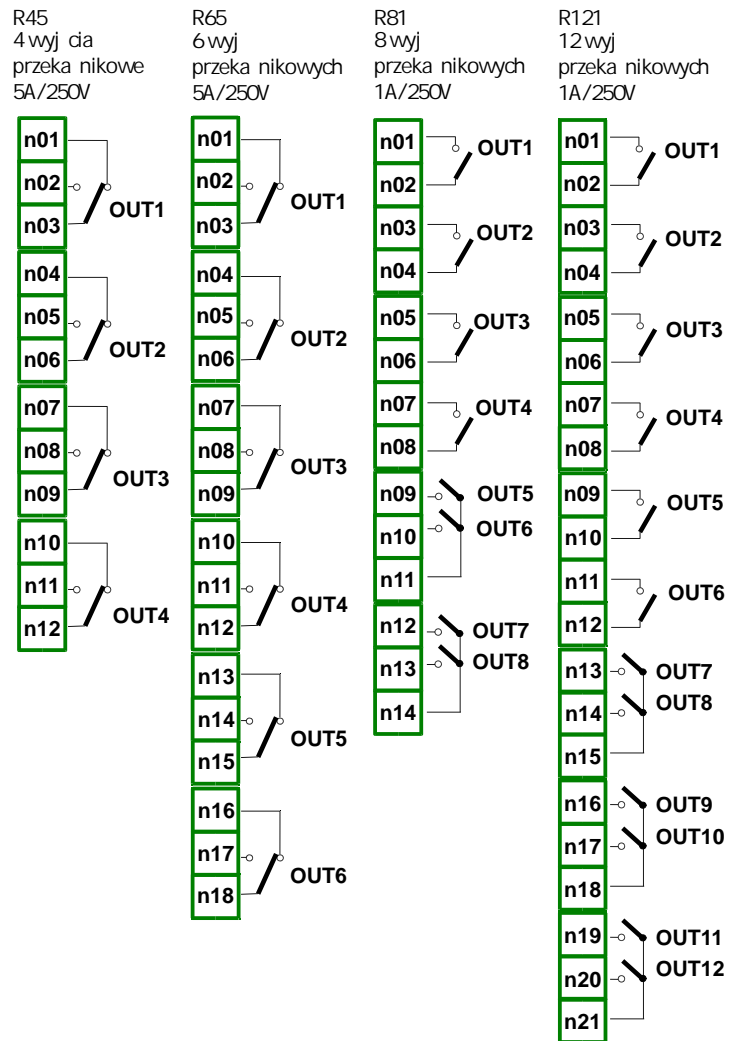 R45
4 wyj cia
przeka nikowe
5A/250V
n01
n02
n03
OUT1
n04
n05
n06
OUT2
n07
n08
n09
OUT3
n10
n11
n12
OUT4
R65
6 wyj
przeka nikowych
5A/250V
n01
n02
n03
OUT1
n04
n05
n06
OUT2
n07
n08
n09
OUT3
n10
n11
n12
OUT4
n13
n14
n15
OUT5
n16
n17
n18
OUT6
R81
8 wyj
przeka nikowych
1A/250V
n01
n02
OUT1
n03
n04
OUT2
n05
n06
OUT3
n07
n08
OUT4
n09
n10
n11
OUT5
OUT6
n12
n13
n14
OUT7
OUT8
R121
12 wyj
przeka nikowych
1A/250V
n01
n02
OUT1
n03
n04
OUT2
n05
n06
OUT3
n07
n08
OUT4
n09
n10
OUT5
n11
n12
OUT6
n13
n14
n15
OUT7
OUT8
n16
n17
n18
OUT9
OUT10
n19
n20
n21
OUT11
OUT12